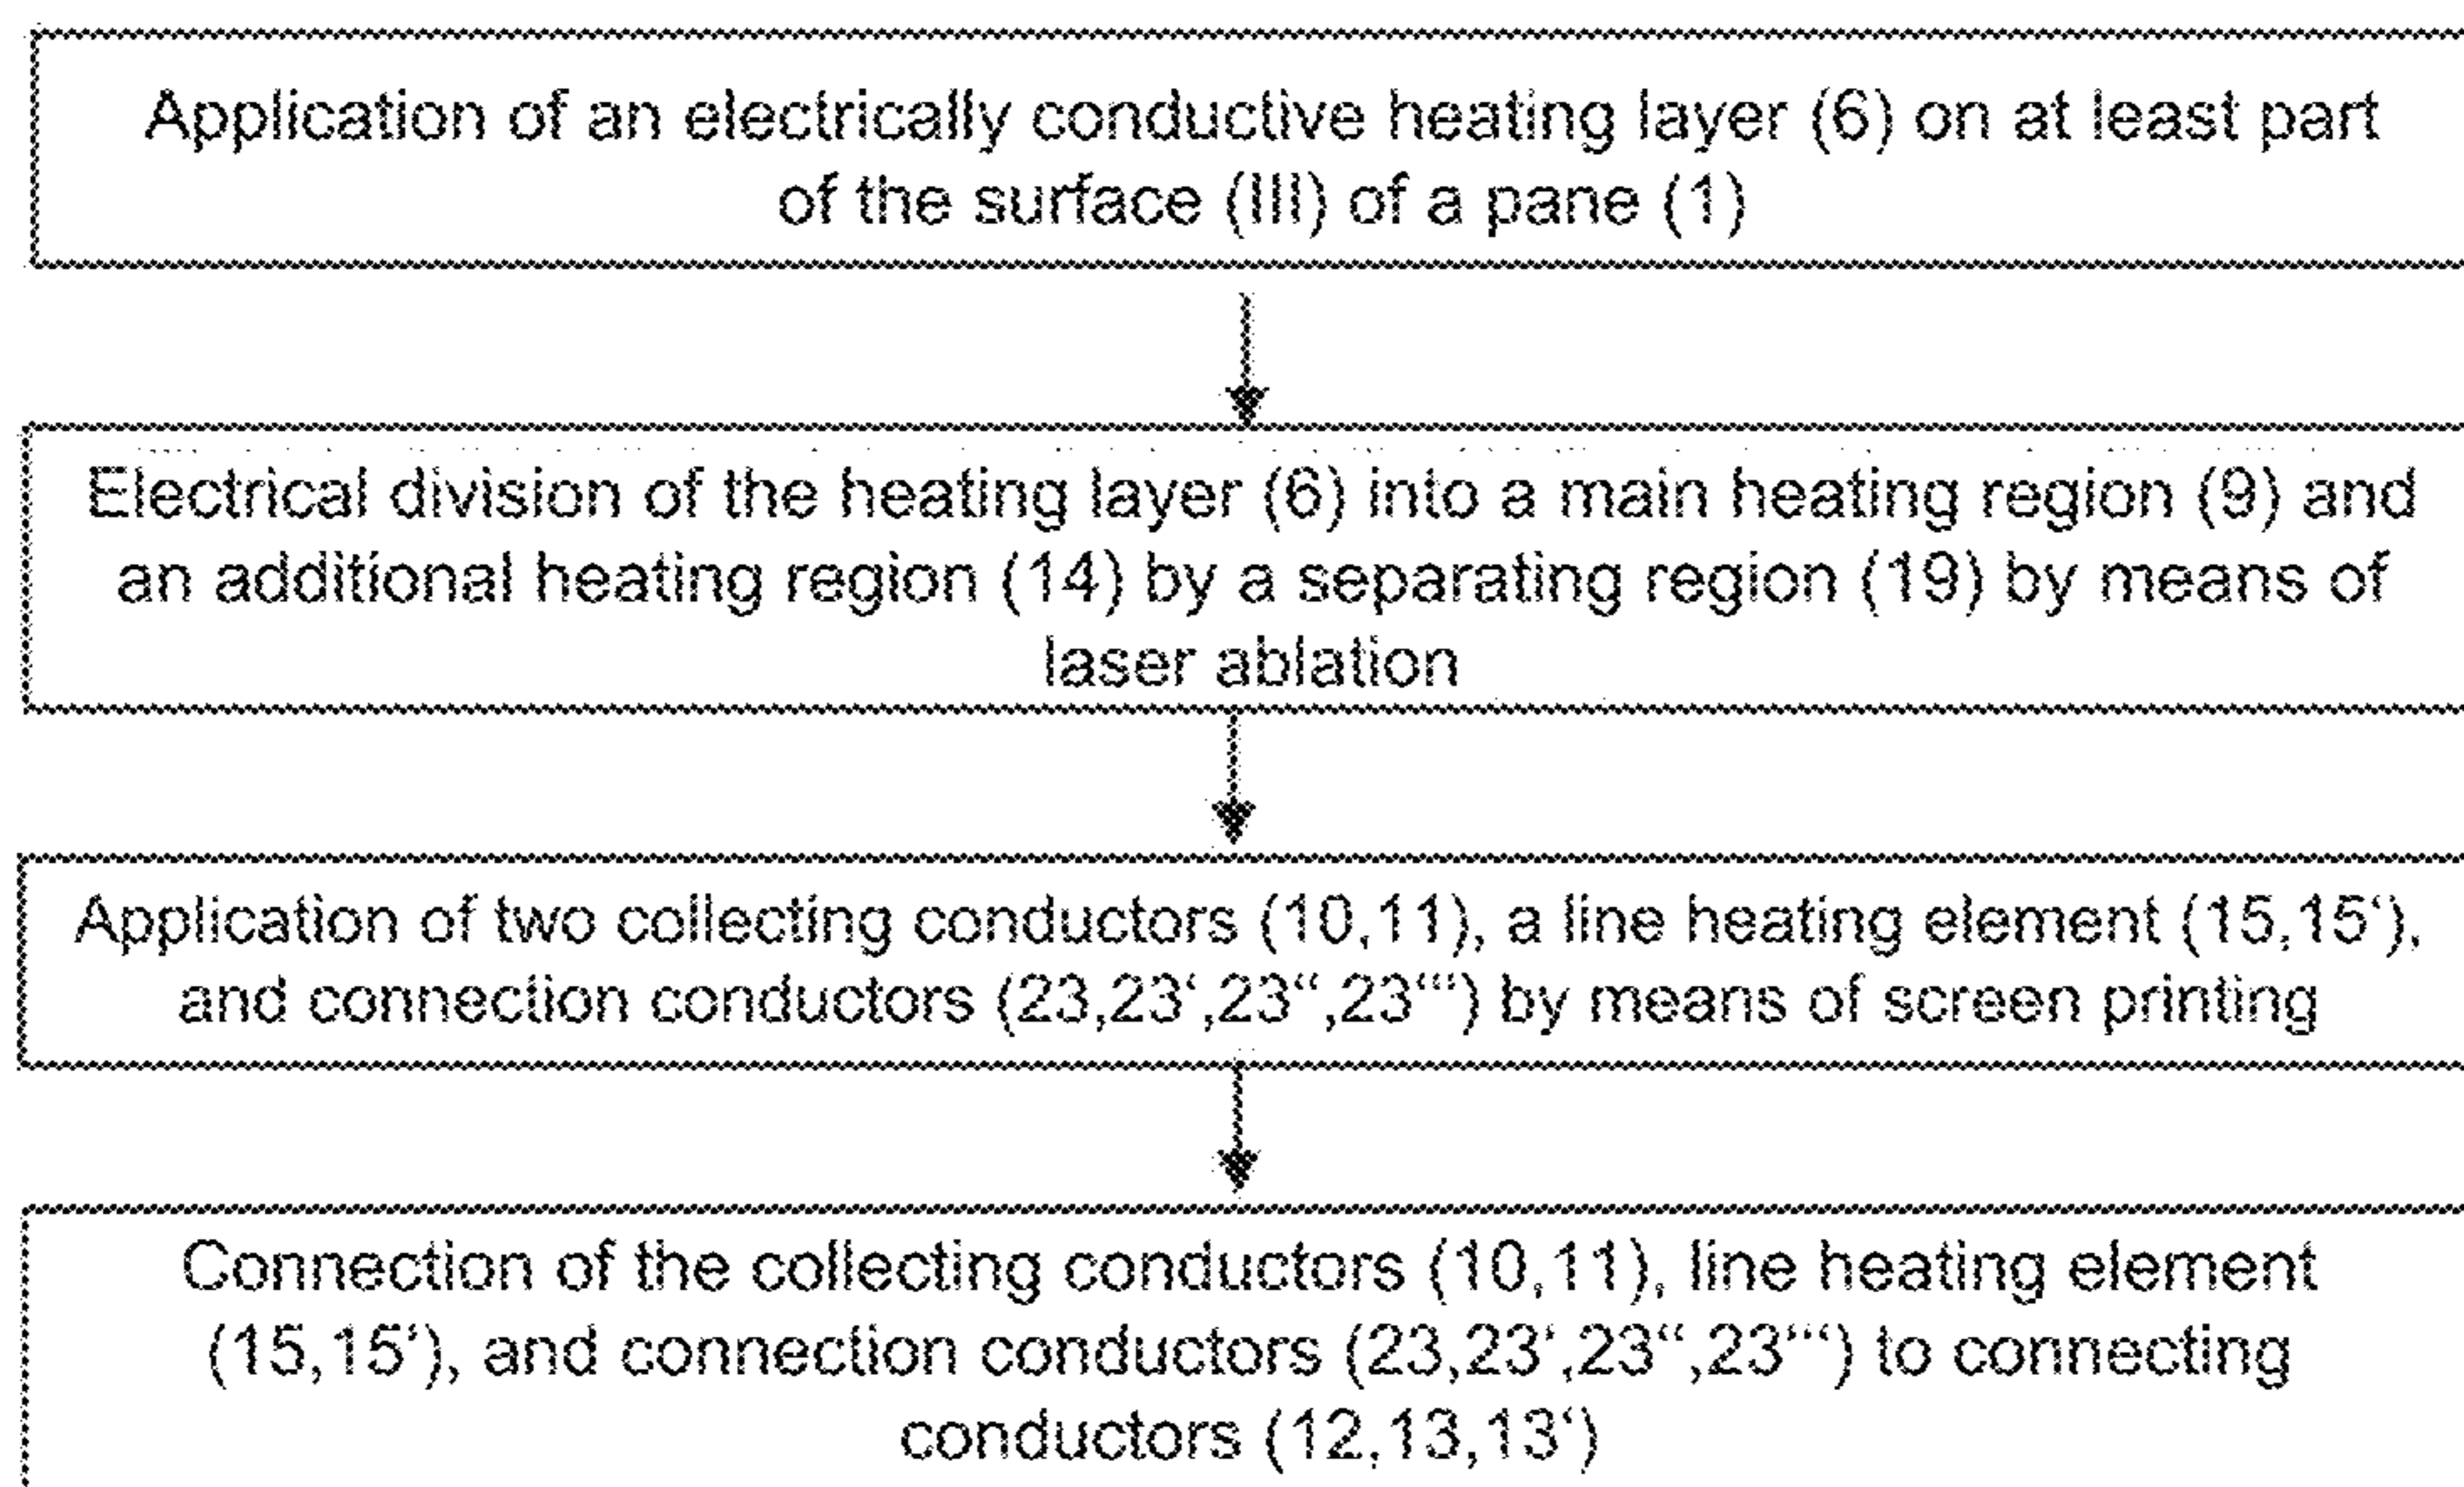 Application of an electrically conductive heating layer (6) on at least part
of the surface (III) of a pane (1)
Electrical division of the heating layer (6) into a main heating region (9) and
an additional heating region (14) by a separating region (19) by means of
laser ablation
Application of two collecting conductors (10,11), a line heating element (15,15‘),
and connection conductors (23,23‘,23“,23“‘) by means of screen printing
Connection of the collecting conductors (10,11), line heating element
(15,15‘), and connection conductors (23,23‘,23“,23“‘) to connecting
conductors (12,13,13‘)